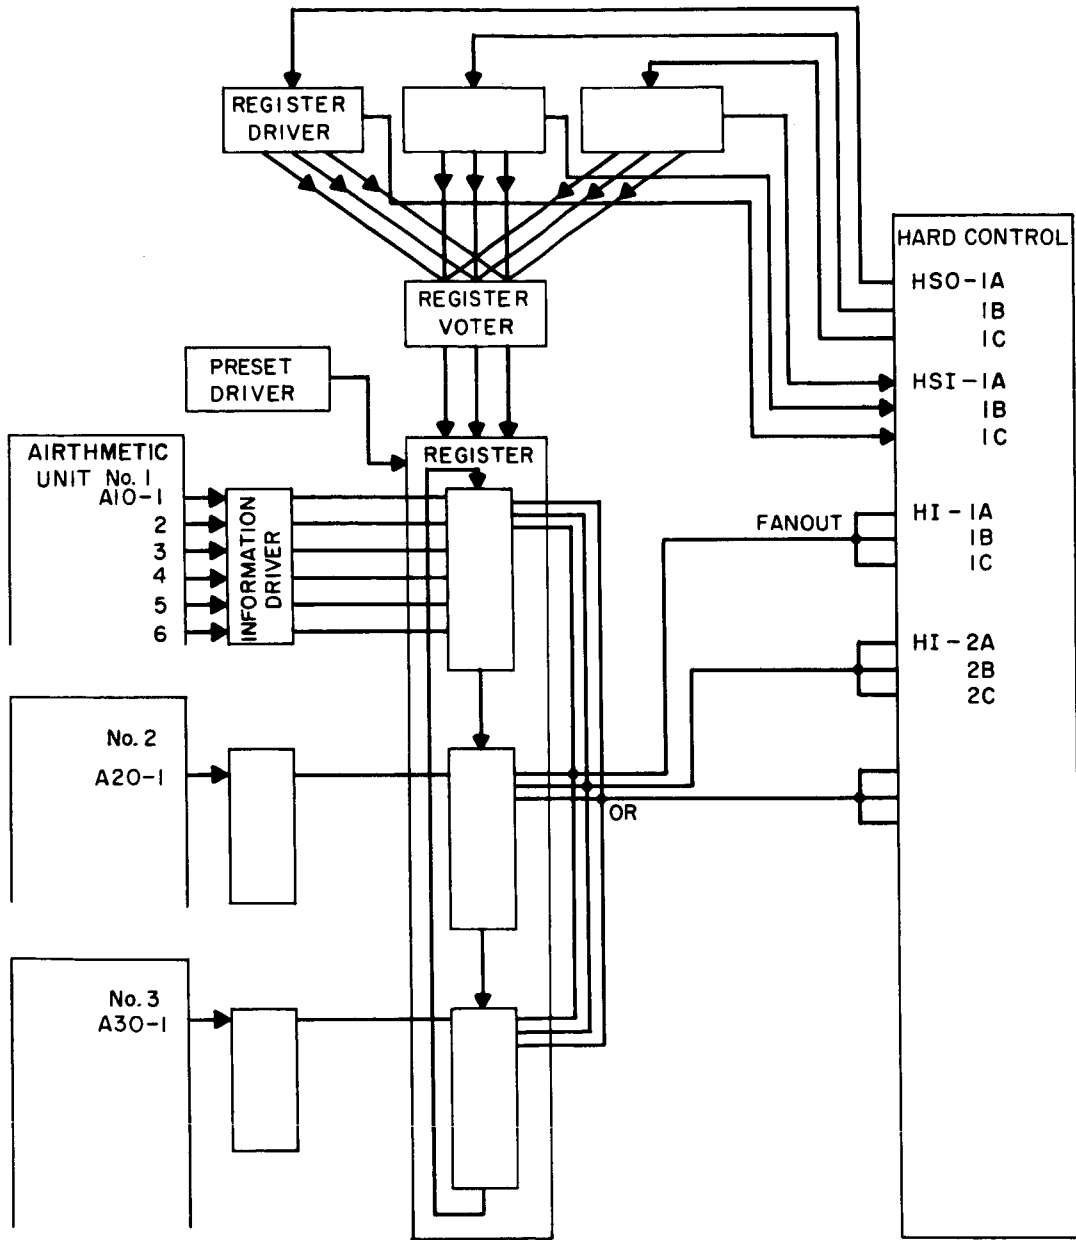 REGISTER
DRIVER
HARD CONTROL
HSO-1A
1B
1C
REGISTER
VOTER
PRESET
DRIVER
HSI-1A
1B
1C
AIRTHMETIC
UNIT No. 1
A10-1
2
3
4
5
6
INFORMATION
DRIVER
REGISTER
FANOUT
HI-1A
1B
1C
HI-2A
2B
2C
No. 2
A20-1
OR
No. 3
A30-1